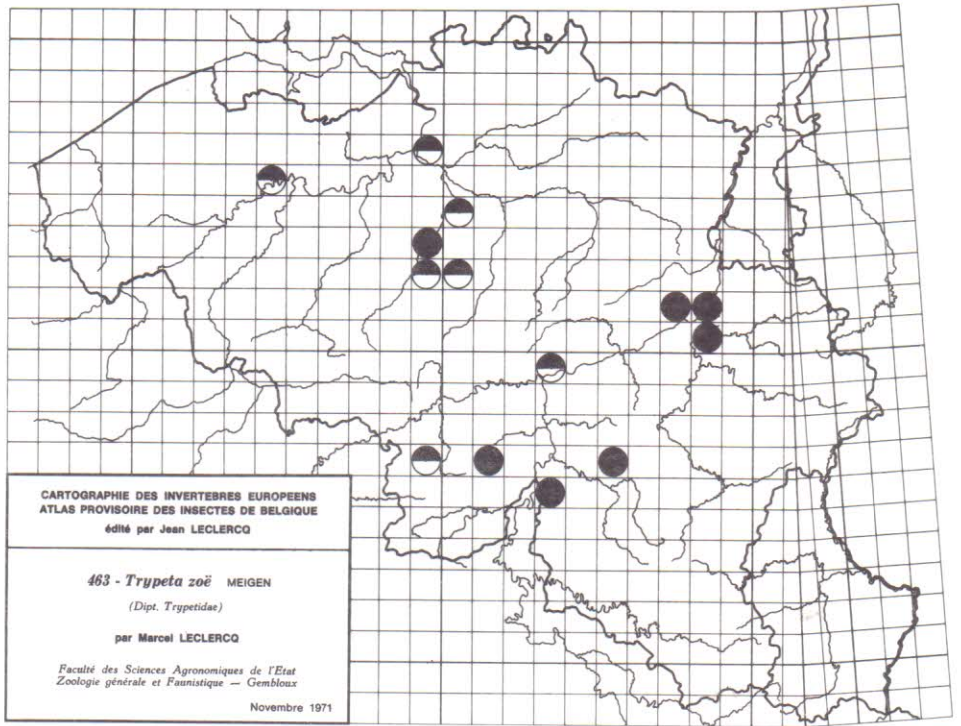 CARTOGRAPHIE DES INVERTEBRES EUROPEENS
ATLAS PROVISOIRE DES INSECTES DE BELGIQUE
édité par Jean LECLERCQ
463 - Trypeta zoë MEIGEN
(Dipt. Trypetidae)
par Marcel LECLERCQ
Faculté des Sciences Agronomiques de l'Etat
Zoologie générale et Faunistique — Gembloux
Novembre 1971